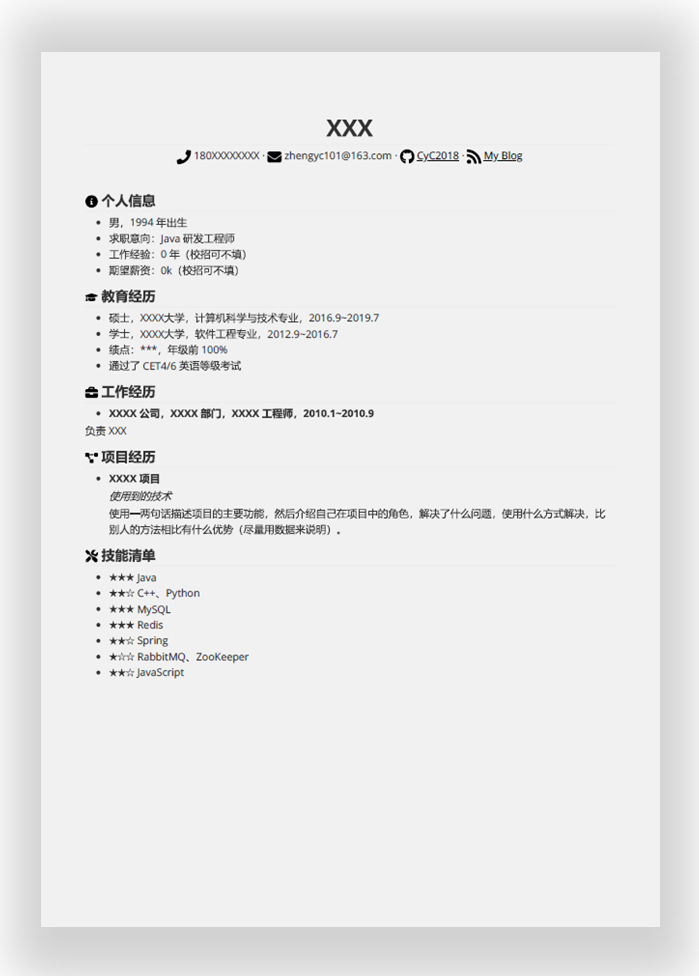 XXX
180XXXXXXXX · zhengyc101@163.com · CyC2018 · My Blog
个人信息
• 男，1994 年出生
• 求职意向：Java 研发工程师
• 工作经验：0 年（校招可不填）
• 期望薪资：0k（校招可不填）
教育经历
• 硕士，XXXX大学，计算机科学与技术专业，2016.9~2019.7
• 学士，XXXX大学，软件工程专业，2012.9~2016.7
• 绩点：***，年级前 100%
• 通过了 CET4/6 英语等级考试
工作经历
• XXXX 公司，XXXX 部门，XXXX 工程师，2010.1~2010.9
负责 XXX
项目经历
• XXXX 项目
使用到的技术
使用一两句话描述项目的主要功能，然后介绍自己在项目中的角色，解决了什么问题，使用什么方式解决，比
别人的方法相比有什么优势（尽量用数据来说明）。
技能清单
• ★★★ Java
• ★★☆ C++、Python
• ★★★ MySQL
• ★★★ Redis
• ★★☆ Spring
• ★☆☆ RabbitMQ、ZooKeeper
• ★★☆ JavaScript